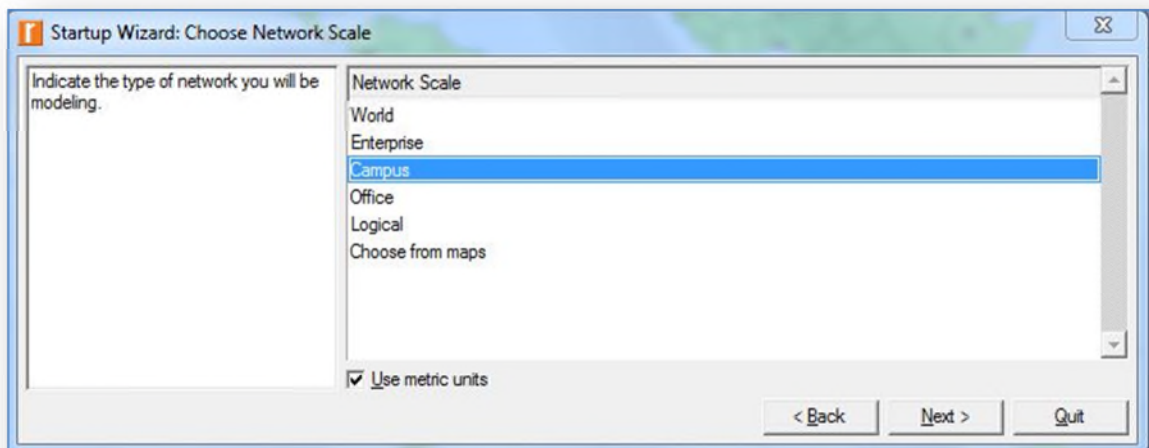 Startup Wizard: Choose Network Scale
Indicate the type of network you will be
modeling.
Network Scale
World
Enterprise
Campus
Office
Logical
Choose from maps
Use metric units
< Back
Next >
Quit